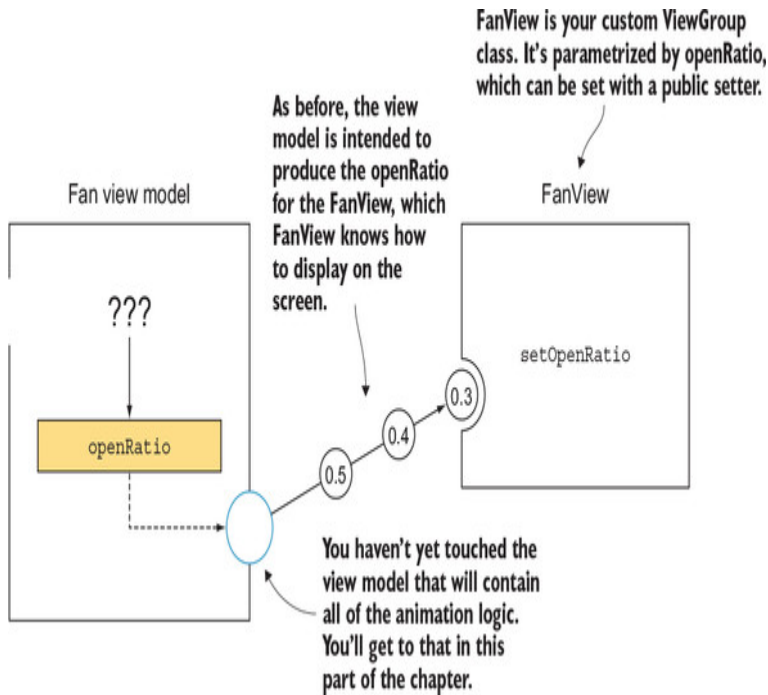 FanView is your custom ViewGroup
class. It's parametrized by openRatio,
which can be set with a public setter.
As before, the view
model is intended to
produce the openRatio
for the FanView, which
FanView knows how
to display on the
screen.
Fan view model
FanView
???
openRatio
setOpenRatio
0.3
0.4
0.5
You haven't yet touched the
view model that will contain
all of the animation logic.
You'll get to that in this
part of the chapter.